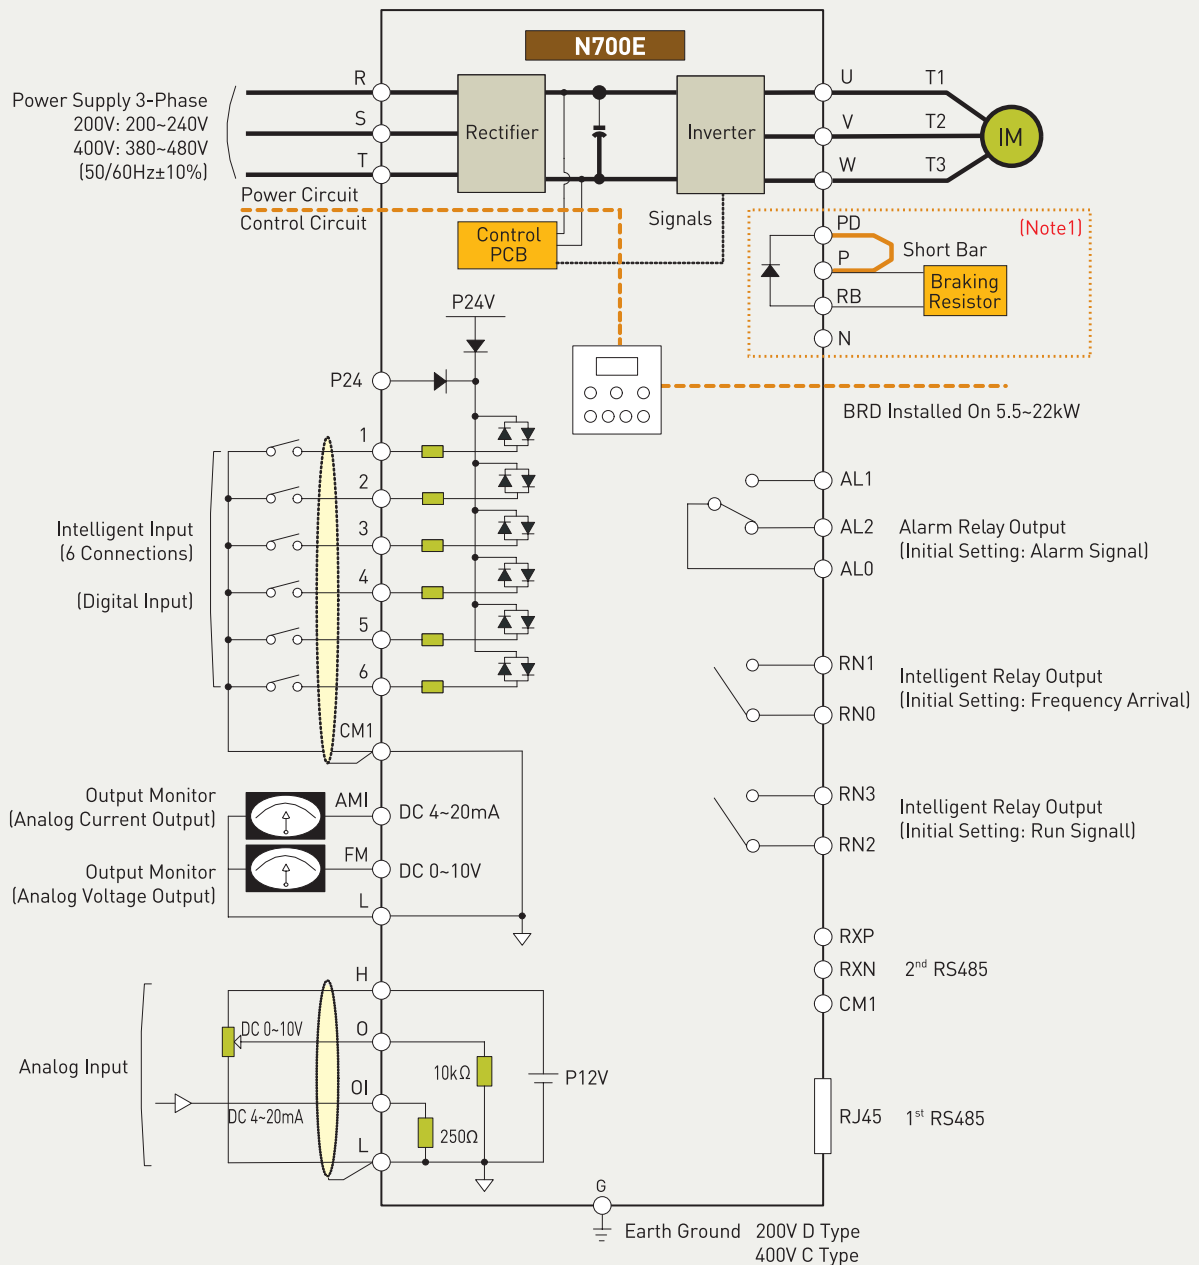 N700E
Power Supply 3-Phase
200V: 200~240V
400V: 380~480V
(50/60Hz±10%)
R
S
T
Rectifier
Inverter
U
V
W
T1
T2
T3
IM
Power Circuit
Control Circuit
Control
PCB
Signals
PD
P
RB
N
(Note1)
Short Bar
Braking
Resistor
BRD Installed On 5.5~22kW
P24V
P24
1
2
3
4
5
6
CM1
Intelligent Input
(6 Connections)
(Digital Input)
AL1
AL2
AL0
Alarm Relay Output
(Initial Setting: Alarm Signal)
RN1
RN0
Intelligent Relay Output
(Initial Setting: Frequency Arrival)
RN3
RN2
Intelligent Relay Output
(Initial Setting: Run Signall)
Output Monitor
(Analog Current Output)
AMI
DC 4~20mA
Output Monitor
(Analog Voltage Output)
FM
DC 0~10V
L
RXP
RXN
CM1
2nd RS485
Analog Input
H
DC 0~10V
O
10kΩ
P12V
OI
DC 4~20mA
250Ω
L
RJ45
1st RS485
G
Earth Ground
200V D Type
400V C Type